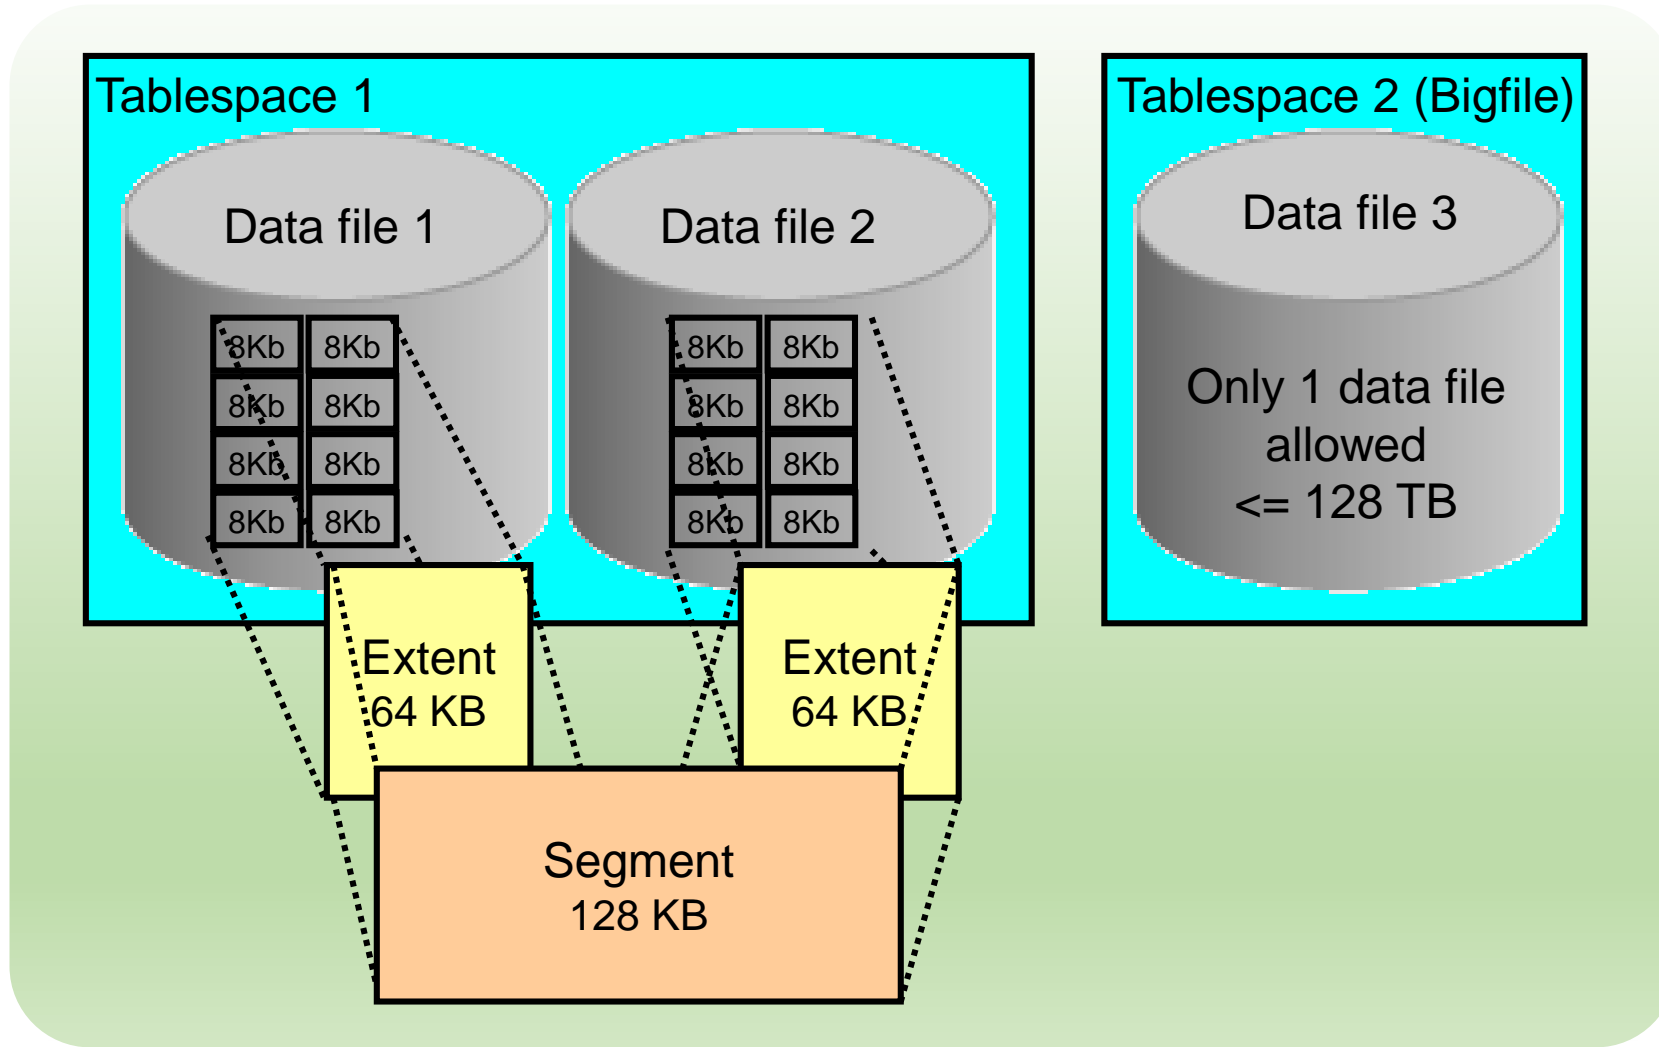 Tablespace 1
Data file 1
8Kb 8Kb
8Kb 8Kb
8Kb 8Kb
8Kb 8Kb
Data file 2
8Kb 8Kb
8Kb 8Kb
8Kb 8Kb
8Kb 8Kb
Extent
64 KB
Extent
64 KB
Segment
128 KB
Tablespace 2 (Bigfile)
Data file 3
Only 1 data file
allowed
<= 128 TB